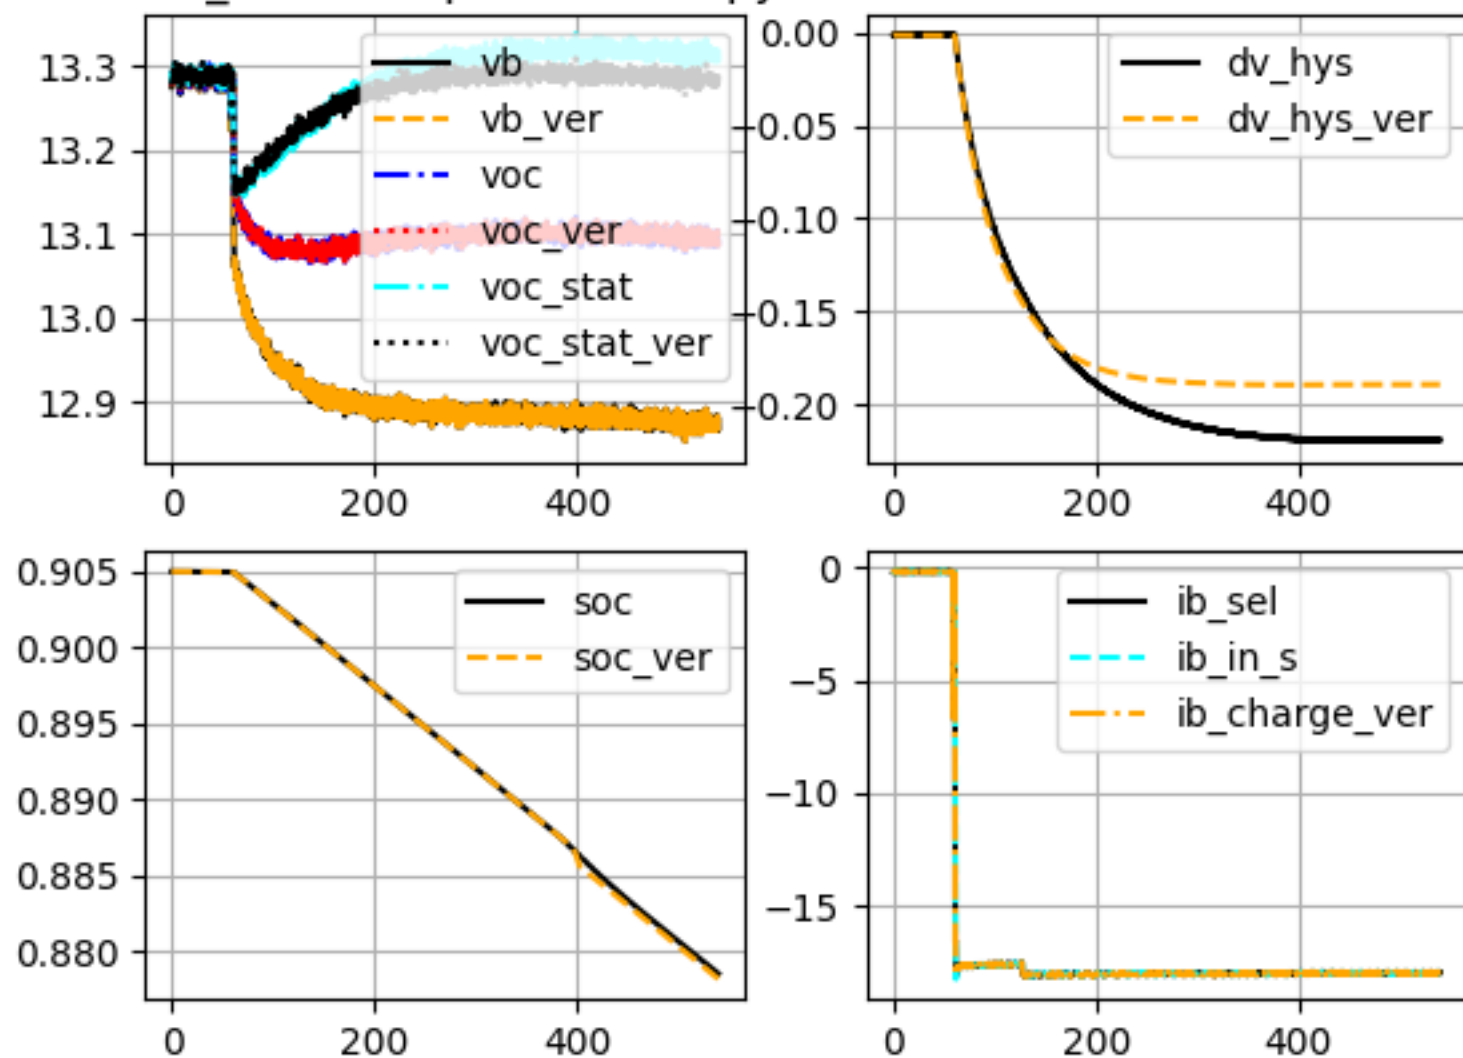 13.3
13.2
13.1
13.0
12.9
0
200
400
vb
vb_ver
voc
voc_ver
voc_stat
voc_stat_ver
0.00
−0.05
−0.10
−0.15
−0.20
0
200
400
dv_hys
dv_hys_ver
0.905
0.900
0.895
0.890
0.885
0.880
0
200
400
soc
soc_ver
0
−5
−10
−15
0
200
400
ib_sel
ib_in_s
ib_charge_ver